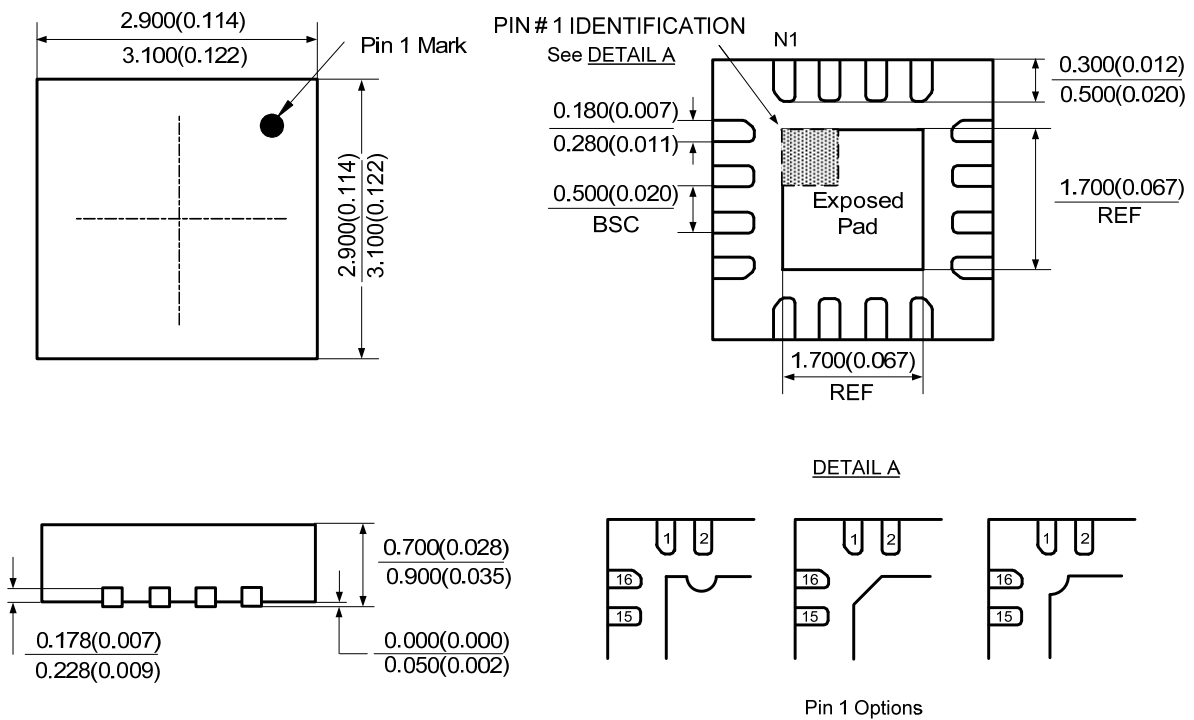 2.900(0.114)
3.100(0.122)
Pin 1 Mark
2.900(0.114)
3.100(0.122)
PIN # 1 IDENTIFICATION
See DETAIL A
N1
0.300(0.012)
0.500(0.020)
0.180(0.007)
0.280(0.011)
0.500(0.020)
BSC
Exposed
Pad
1.700(0.067)
REF
1.700(0.067)
REF
0.700(0.028)
0.900(0.035)
0.178(0.007)
0.228(0.009)
0.000(0.000)
0.050(0.002)
DETAIL A
1 2
16
15
1 2
16
15
1 2
16
15
Pin 1 Options